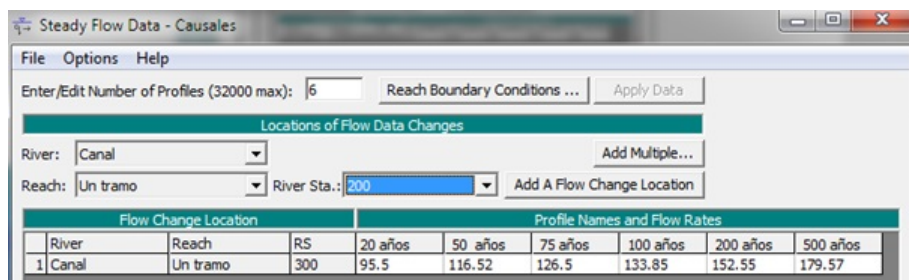 Steady Flow Data - Causales
File Options Help
Enter/Edit Number of Profiles (32000 max): 6 Reach Boundary Conditions ... Apply Data
Locations of Flow Data Changes
River: Canal Add Multiple...
Reach: Un tramo River Sta.: 200 Add A Flow Change Location
Flow Change Location Profile Names and Flow Rates
River Reach RS 20 años 50 años 75 años 100 años 200 años 500 años
1 Canal Un tramo 300 95.5 116.52 126.5 133.85 152.55 179.57